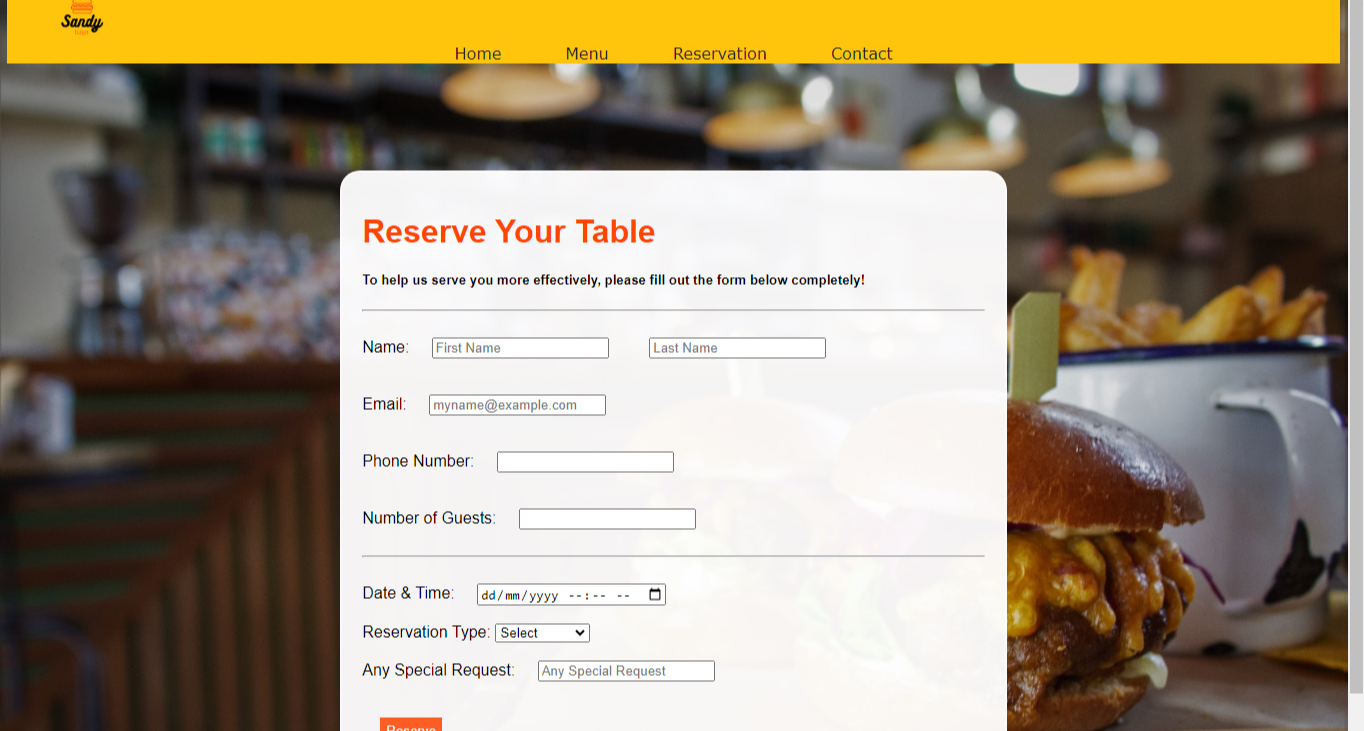 Sandy
Home Menu Reservation Contact
Reserve Your Table
To help us serve you more effectively, please fill out the form below completely!
Name: First Name Last Name
Email: myname@example.com
Phone Number:
Number of Guests:
Date & Time: dd/mm/yyyy --:-- --
Reservation Type: Select
Any Special Request: Any Special Request
Reserve